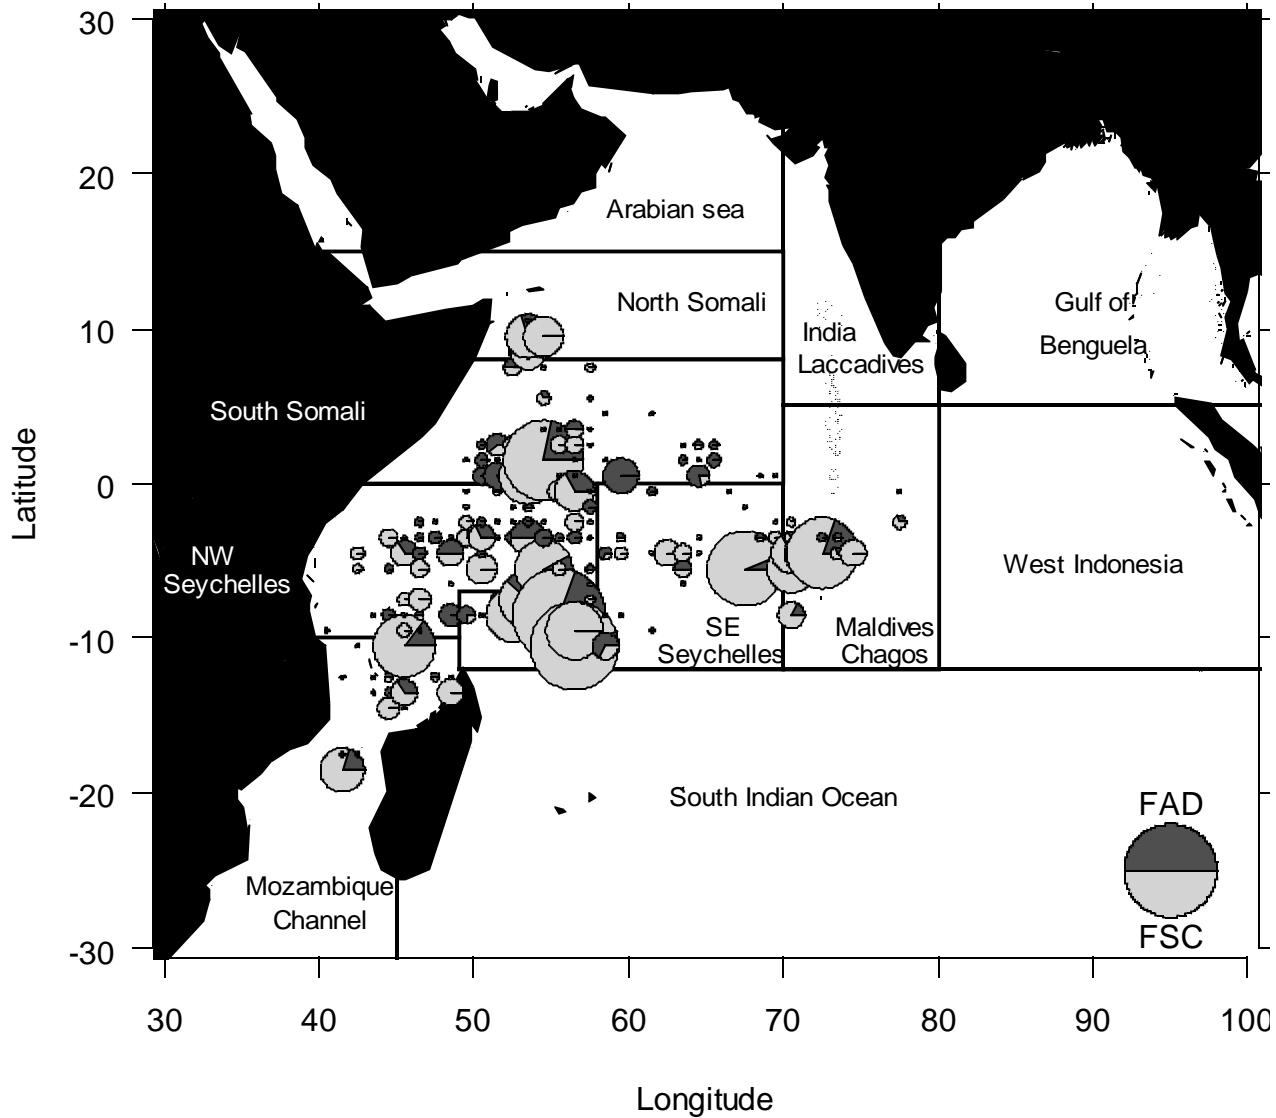 30
20
10
0
-10
-20
-30
Latitude
Arabian sea
North Somali
India
Laccadives
Gulf of
Benguela
South Somali
NW
Seychelles
SE
Seychelles
Maldives
Chagos
West Indonesia
South Indian Ocean
Mozambique
Channel
FAD
FSC
30
40
50
60
70
80
90
100
Longitude